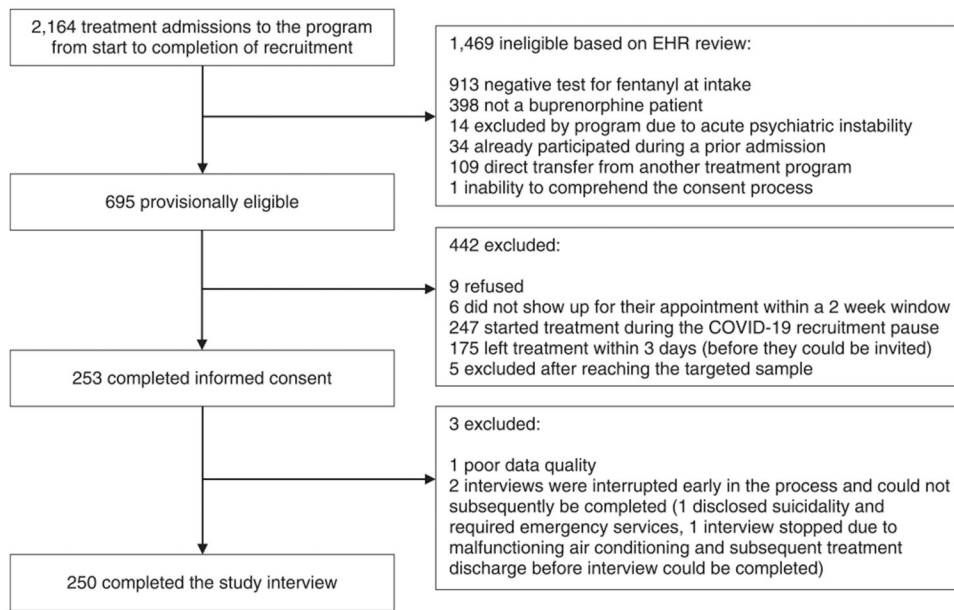 2,164 treatment admissions to the program
from start to completion of recruitment
1,469 ineligible based on EHR review:
913 negative test for fentanyl at intake
398 not a buprenorphine patient
14 excluded by program due to acute psychiatric instability
34 already participated during a prior admission
109 direct transfer from another treatment program
1 inability to comprehend the consent process
695 provisionally eligible
442 excluded:
9 refused
6 did not show up for their appointment within a 2 week window
247 started treatment during the COVID-19 recruitment pause
175 left treatment within 3 days (before they could be invited)
5 excluded after reaching the targeted sample
253 completed informed consent
3 excluded:
1 poor data quality
2 interviews were interrupted early in the process and could not
subsequently be completed (1 disclosed suicidality and
required emergency services, 1 interview stopped due to
malfunctioning air conditioning and subsequent treatment
discharge before interview could be completed)
250 completed the study interview